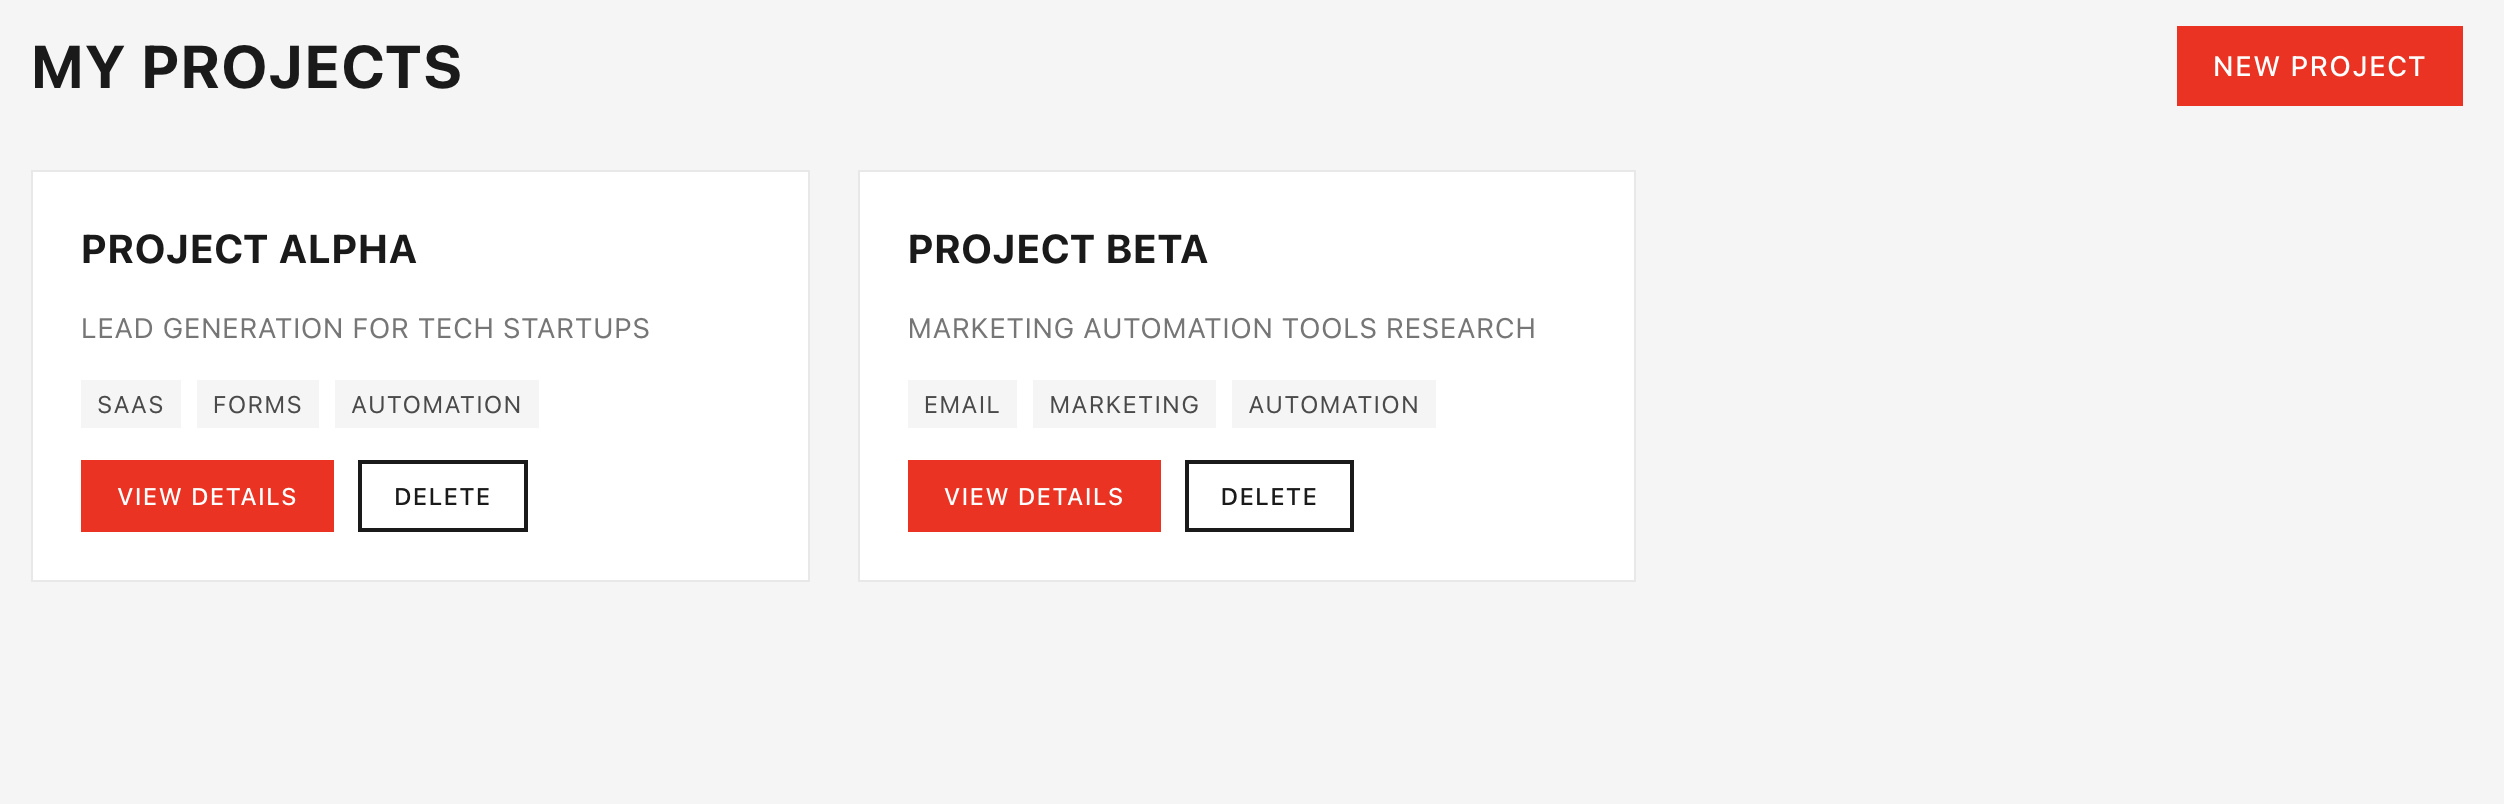 MY PROJECTS
NEW PROJECT
PROJECT ALPHA
LEAD GENERATION FOR TECH STARTUPS
SAAS FORMS AUTOMATION
VIEW DETAILS DELETE
PROJECT BETA
MARKETING AUTOMATION TOOLS RESEARCH
EMAIL MARKETING AUTOMATION
VIEW DETAILS DELETE